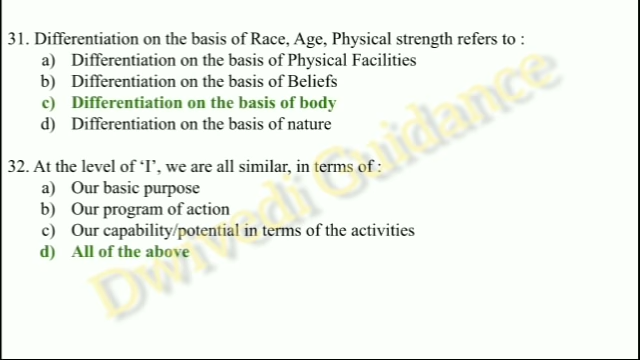 31. Differentiation on the basis of Race, Age, Physical strength refers to :
a) Differentiation on the basis of Physical Facilities
b) Differentiation on the basis of Beliefs
c) Differentiation on the basis of body
d) Differentiation on the basis of nature
32. At the level of ‘I’, we are all similar, in terms of :
a) Our basic purpose
b) Our program of action
c) Our capability/potential in terms of the activities
d) All of the above
Dwivedi Guidance